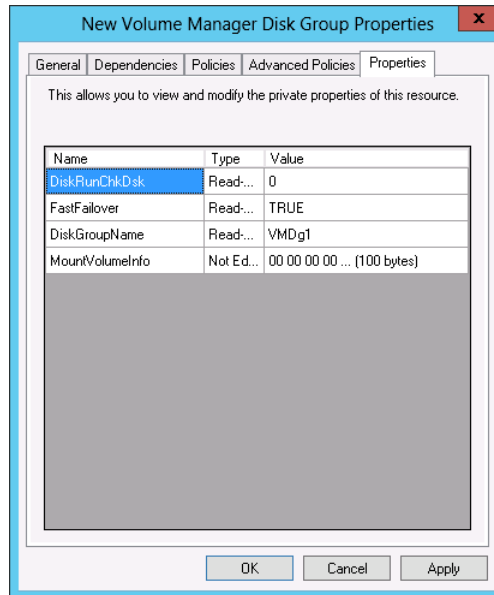 New Volume Manager Disk Group Properties
x
General Dependencies Policies Advanced Policies Properties
This allows you to view and modify the private properties of this resource.
Name Type Value
DiskRunChkDsk Read-... 0
FastFailover Read-... TRUE
DiskGroupName Read-... VMDg1
MountVolumeInfo Not Ed... 00 00 00 00 ... (100 bytes)
OK Cancel Apply